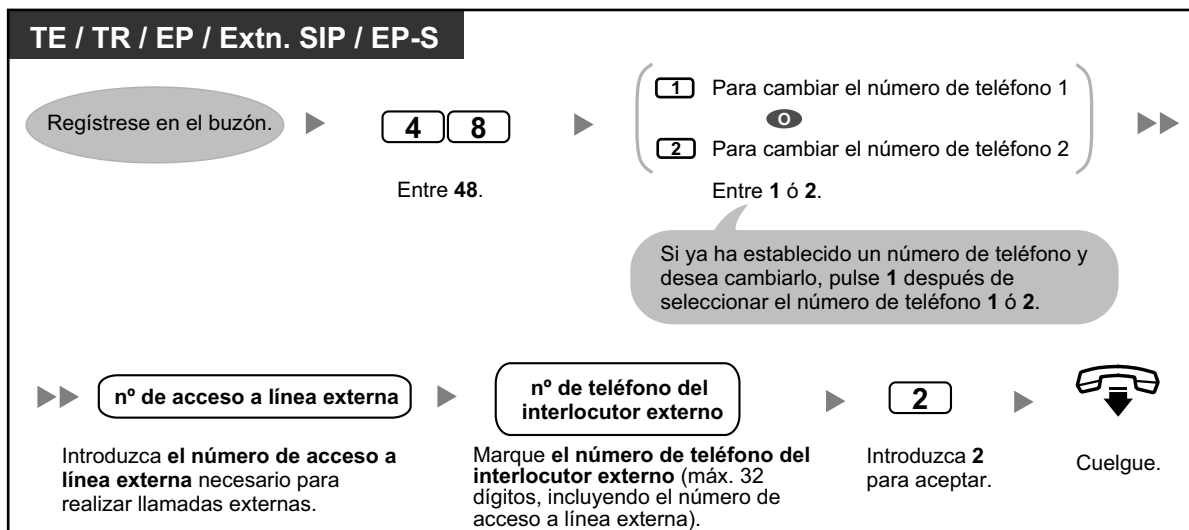 TE / TR / EP / Extn. SIP / EP-S
Regístrese en el buzón.
4 8
Entre 48.
1 Para cambiar el número de teléfono 1
O
2 Para cambiar el número de teléfono 2
Entre 1 ó 2.
Si ya ha establecido un número de teléfono y
desea cambiarlo, pulse 1 después de
seleccionar el número de teléfono 1 ó 2.
nº de acceso a línea externa
Introduzca el número de acceso a
línea externa necesario para
realizar llamadas externas.
nº de teléfono del
interlocutor externo
Marque el número de teléfono del
interlocutor externo (máx. 32
dígitos, incluyendo el número de
acceso a línea externa).
2
Introduzca 2
para aceptar.
Cuelgue.